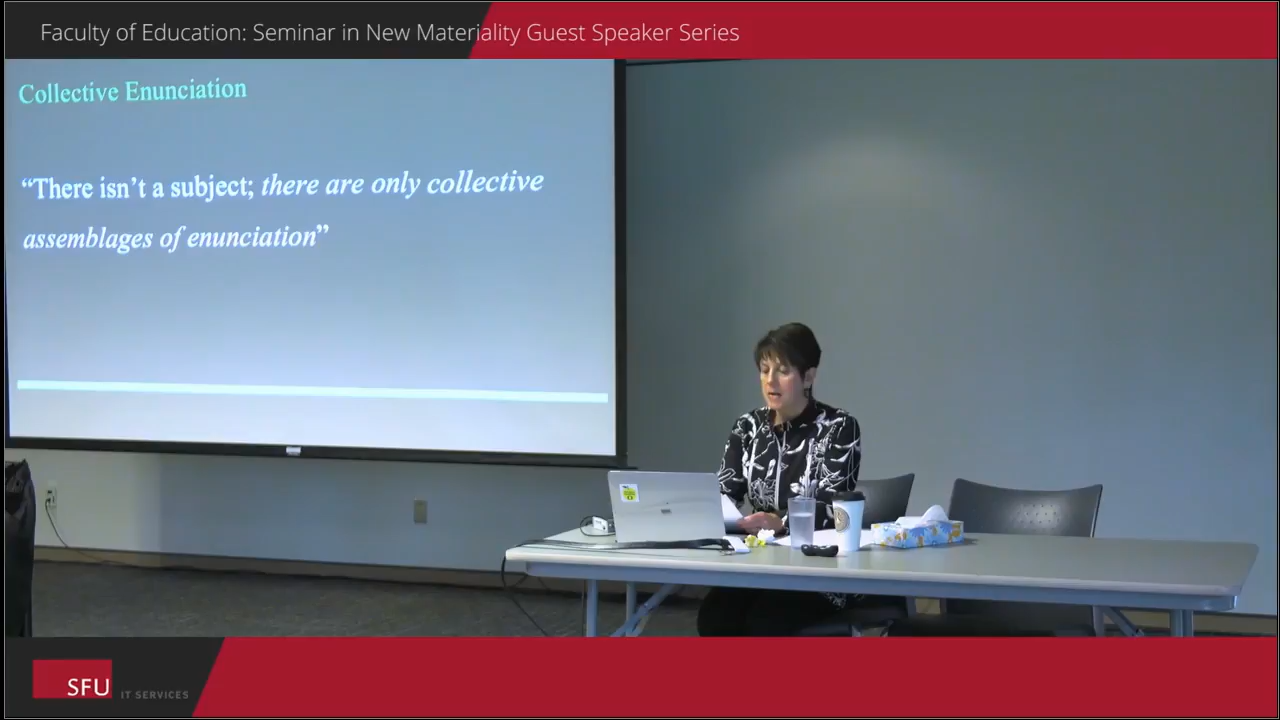 Faculty of Education: Seminar in New Materiality Guest Speaker Series
Collective Enunciation
“There isn’t a subject; there are only collective
assemblages of enunciation”
SFU IT SERVICES